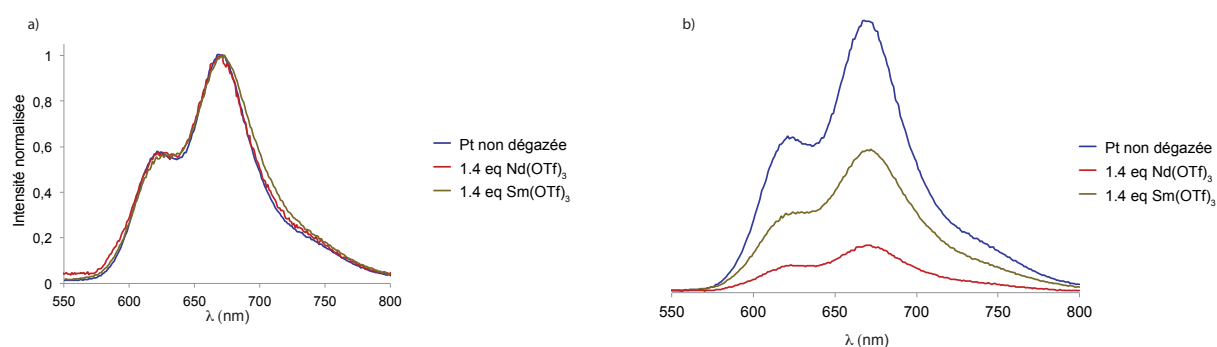 a)
Intensité normalisée
1
0,8
0,6
0,4
0,2
0
550 600 650 700 750 800
λ (nm)
Pt non dégazée
1.4 eq Nd(OTf)₃
1.4 eq Sm(OTf)₃
b)
550 600 650 700 750 800
λ (nm)
Pt non dégazée
1.4 eq Nd(OTf)₃
1.4 eq Sm(OTf)₃